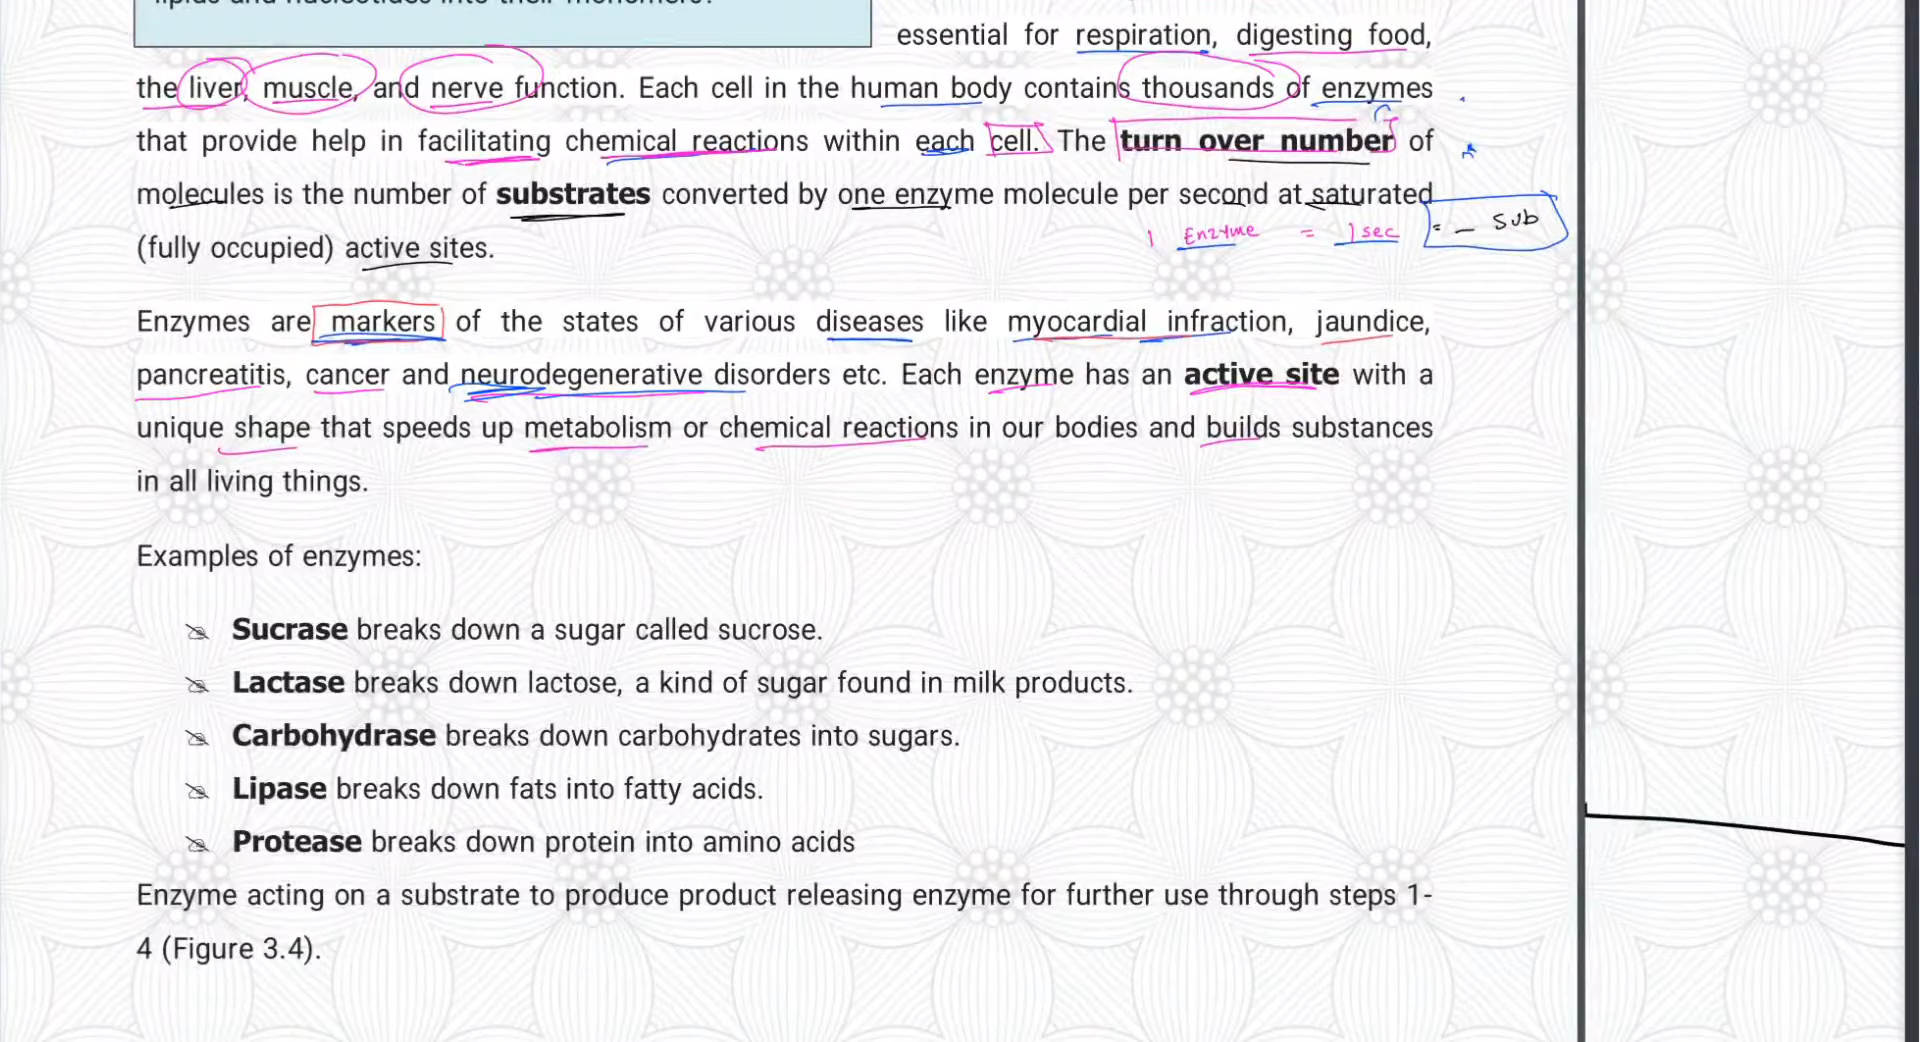 lipids and nucleotides into their monomers?
essential for respiration, digesting food,
the liver, muscle, and nerve function. Each cell in the human body contains thousands of enzymes
that provide help in facilitating chemical reactions within each cell. The turn over number of
molecules is the number of substrates converted by one enzyme molecule per second at saturated
(fully occupied) active sites.
1 Enzyme = 1 sec = _ Sub
Enzymes are markers of the states of various diseases like myocardial infraction, jaundice,
pancreatitis, cancer and neurodegenerative disorders etc. Each enzyme has an active site with a
unique shape that speeds up metabolism or chemical reactions in our bodies and builds substances
in all living things.
Examples of enzymes:
Sucrase breaks down a sugar called sucrose.
Lactase breaks down lactose, a kind of sugar found in milk products.
Carbohydrase breaks down carbohydrates into sugars.
Lipase breaks down fats into fatty acids.
Protease breaks down protein into amino acids
Enzyme acting on a substrate to produce product releasing enzyme for further use through steps 1-
4 (Figure 3.4).